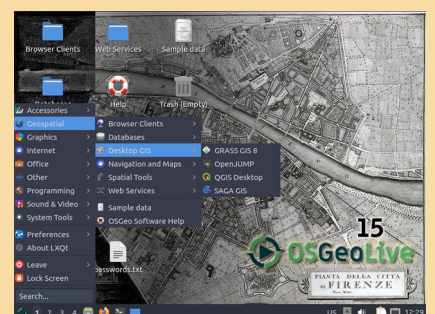 Browser Clients
Web Services
Sample data
Help
Trash (Empty)
Accessories
Geospatial
Graphics
Internet
Office
Other
Programming
Sound & Video
System Tools
Preferences
About LXQt
Leave
Lock Screen
Search...
Browser Clients
Databases
Desktop GIS
Navigation and Maps
Spatial Tools
Web Services
Sample data
OSGeo Software Help
GRASS GIS 8
OpenJUMP
QGIS Desktop
SAGA GIS
passwords.txt
15
OSGeoLive
PIANTA DELLA CITTA
DI FIRENZE
1 2 3 4
US
12:29